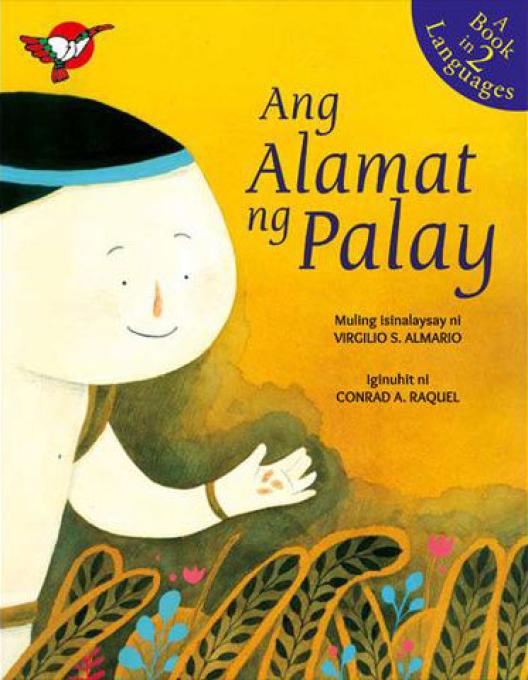 A
Book
in 2
Languages
Ang
Alamat
ng Palay
Muling isinalaysay ni
VIRGILIO S. ALMARIO
Iginuhit ni
CONRAD A. RAQUEL